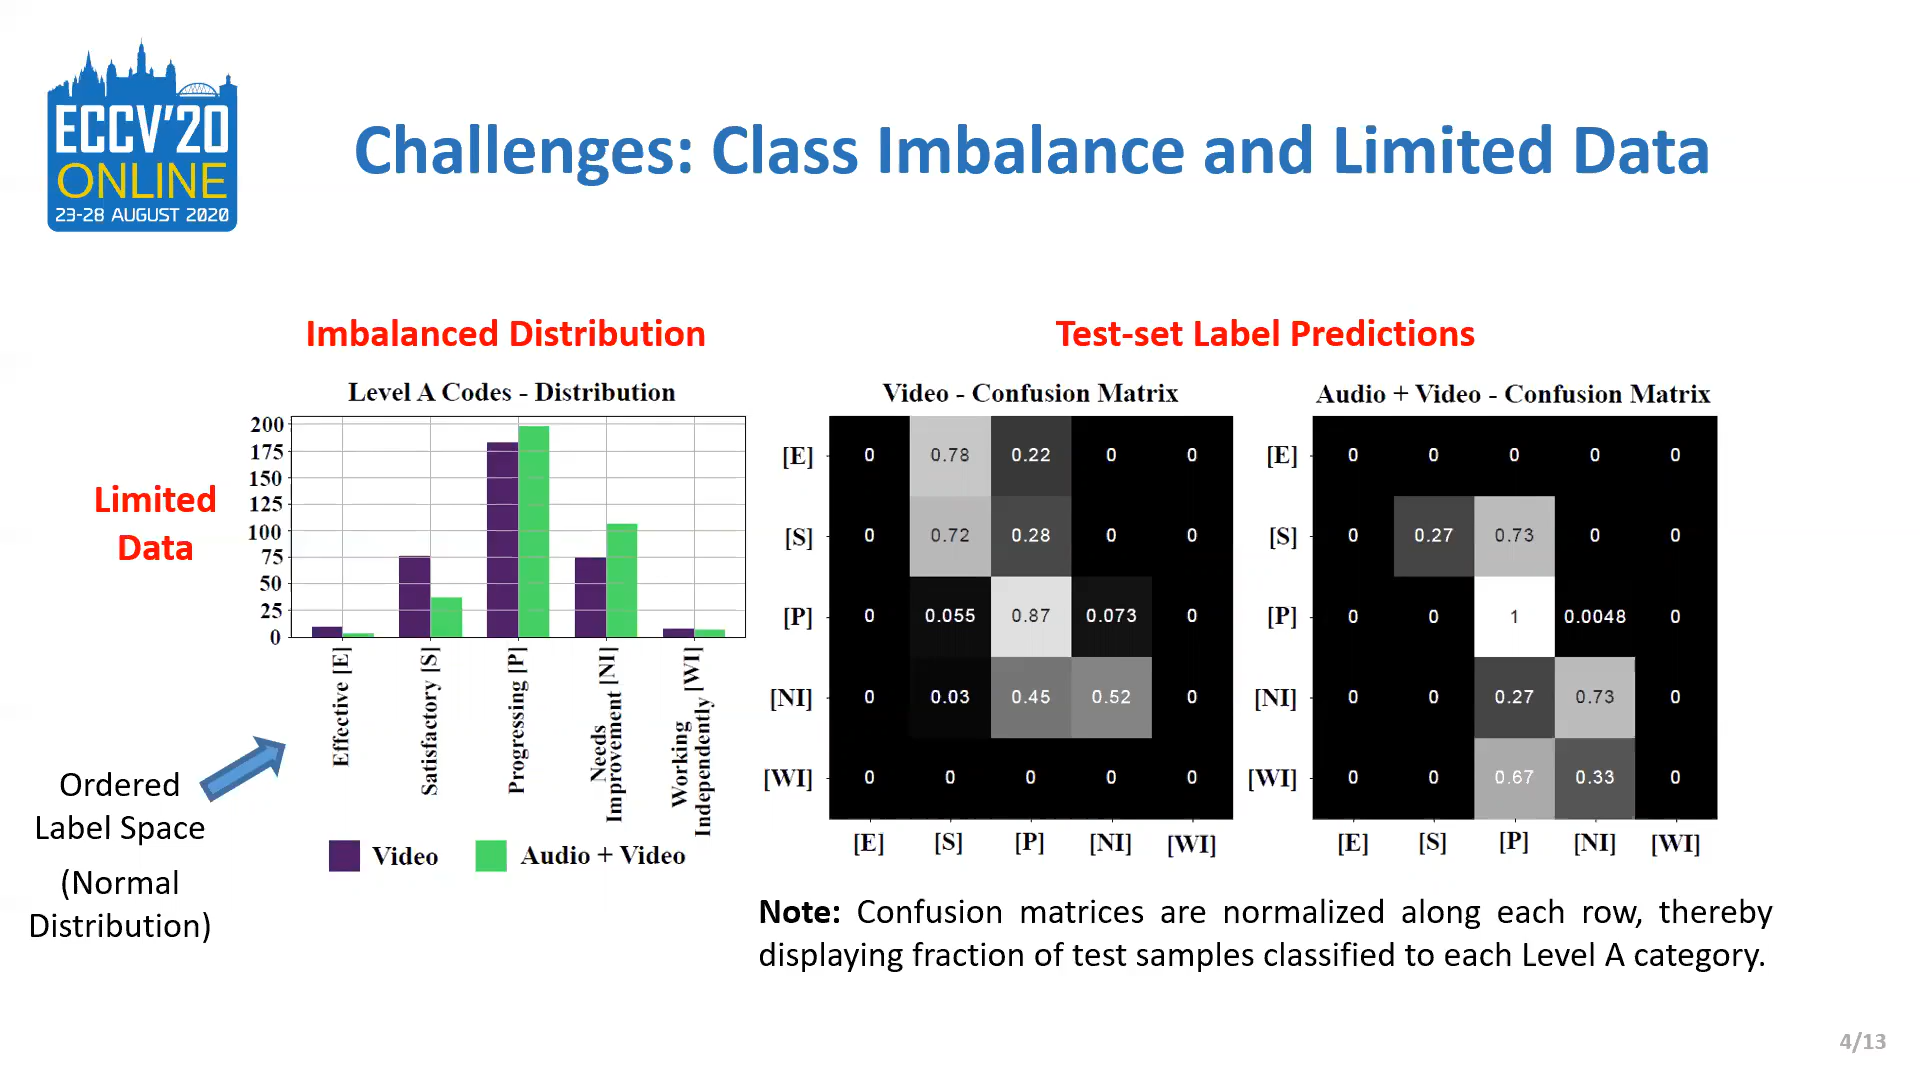 ECCV'20
ONLINE
23-28 AUGUST 2020
Challenges: Class Imbalance and Limited Data
Imbalanced Distribution
Test-set Label Predictions
Limited
Data
Ordered
Label Space
(Normal
Distribution)
Level A Codes - Distribution
200
175
150
125
100
75
50
25
0
Effective [E]
Satisfactory [S]
Progressing [P]
Needs
Improvement [NI]
Working
Independently [WI]
Video
Audio + Video
Video - Confusion Matrix
[E] 0 0.78 0.22 0 0
[S] 0 0.72 0.28 0 0
[P] 0 0.055 0.87 0.073 0
[NI] 0 0.03 0.45 0.52 0
[WI] 0 0 0 0 0
[E] [S] [P] [NI] [WI]
Audio + Video - Confusion Matrix
[E] 0 0 0 0 0
[S] 0 0.27 0.73 0 0
[P] 0 0 1 0.0048 0
[NI] 0 0 0.27 0.73 0
[WI] 0 0 0.67 0.33 0
[E] [S] [P] [NI] [WI]
Note: Confusion matrices are normalized along each row, thereby
displaying fraction of test samples classified to each Level A category.
4/13